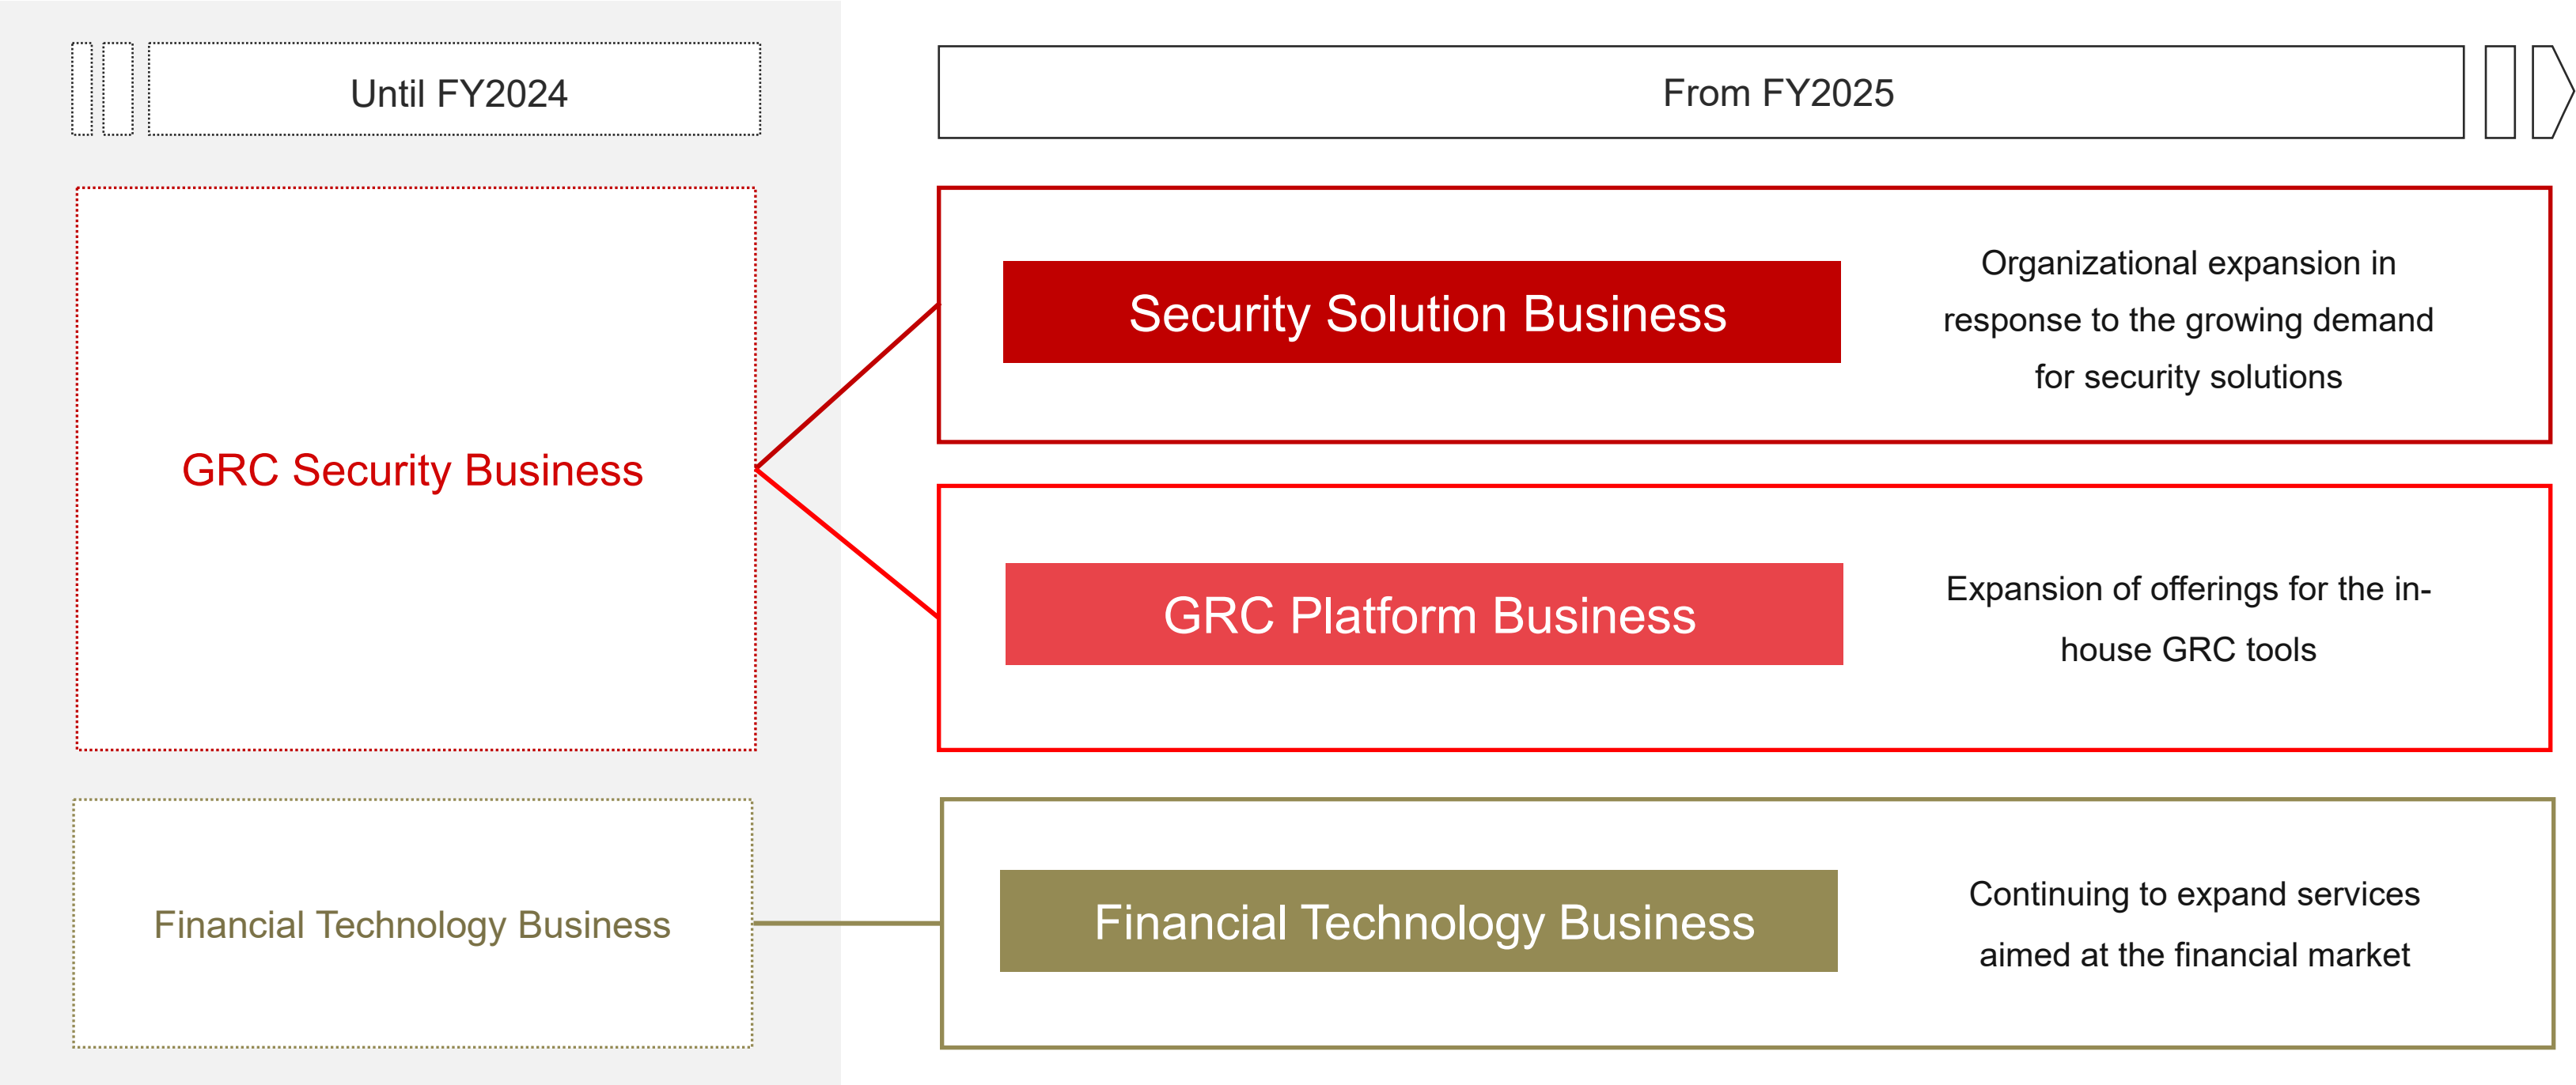 Until FY2024
From FY2025
GRC Security Business
Security Solution Business
Organizational expansion in
response to the growing demand
for security solutions
GRC Platform Business
Expansion of offerings for the in-
house GRC tools
Financial Technology Business
Financial Technology Business
Continuing to expand services
aimed at the financial market